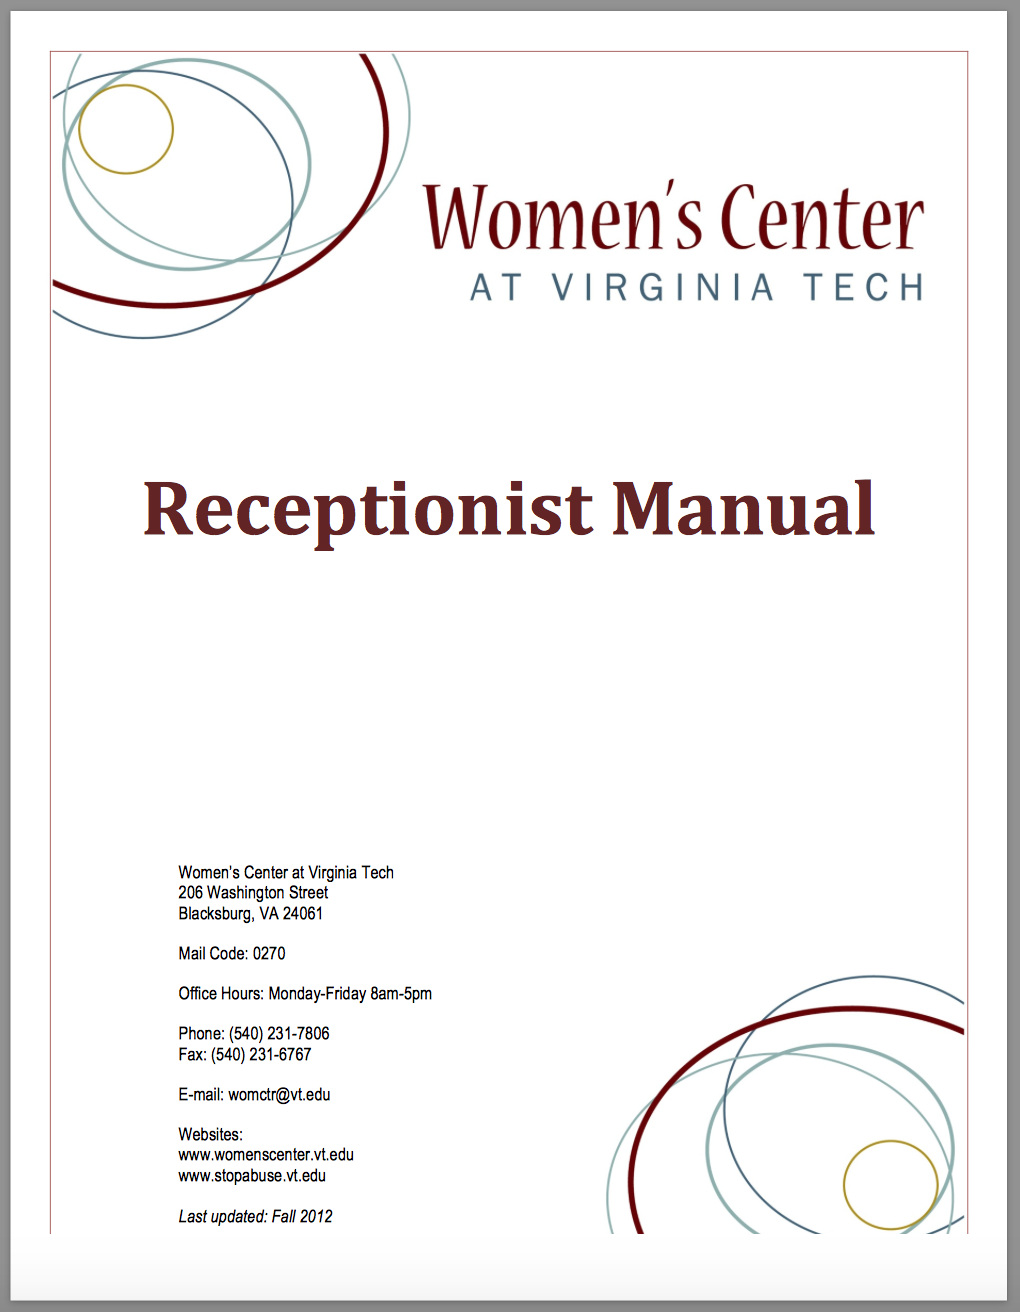 Women's Center
AT VIRGINIA TECH
Receptionist Manual
Women's Center at Virginia Tech
206 Washington Street
Blacksburg, VA 24061
Mail Code: 0270
Office Hours: Monday-Friday 8am-5pm
Phone: (540) 231-7806
Fax: (540) 231-6767
E-mail: womctr@vt.edu
Websites:
www.womenscenter.vt.edu
www.stopabuse.vt.edu
Last updated: Fall 2012